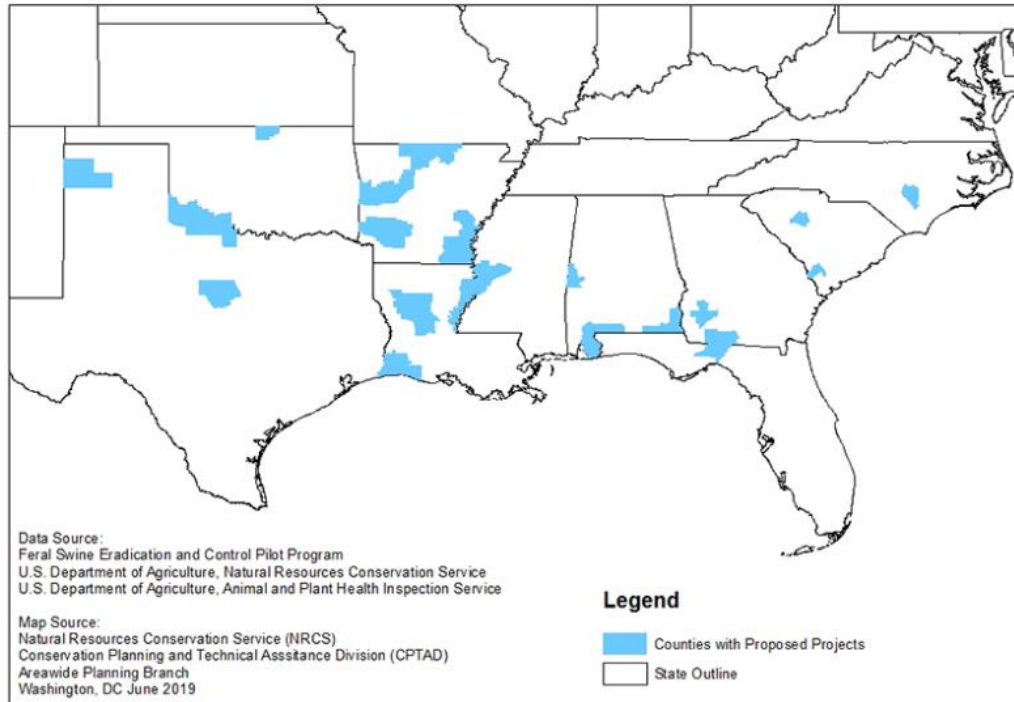 Data Source:
Feral Swine Eradication and Control Pilot Program
U.S. Department of Agriculture, Natural Resources Conservation Service
U.S. Department of Agriculture, Animal and Plant Health Inspection Service
Map Source:
Natural Resources Conservation Service (NRCS)
Conservation Planning and Technical Asssitance Division (CPTAD)
Areawide Planning Branch
Washington, DC June 2019
Legend
Counties with Proposed Projects
State Outline